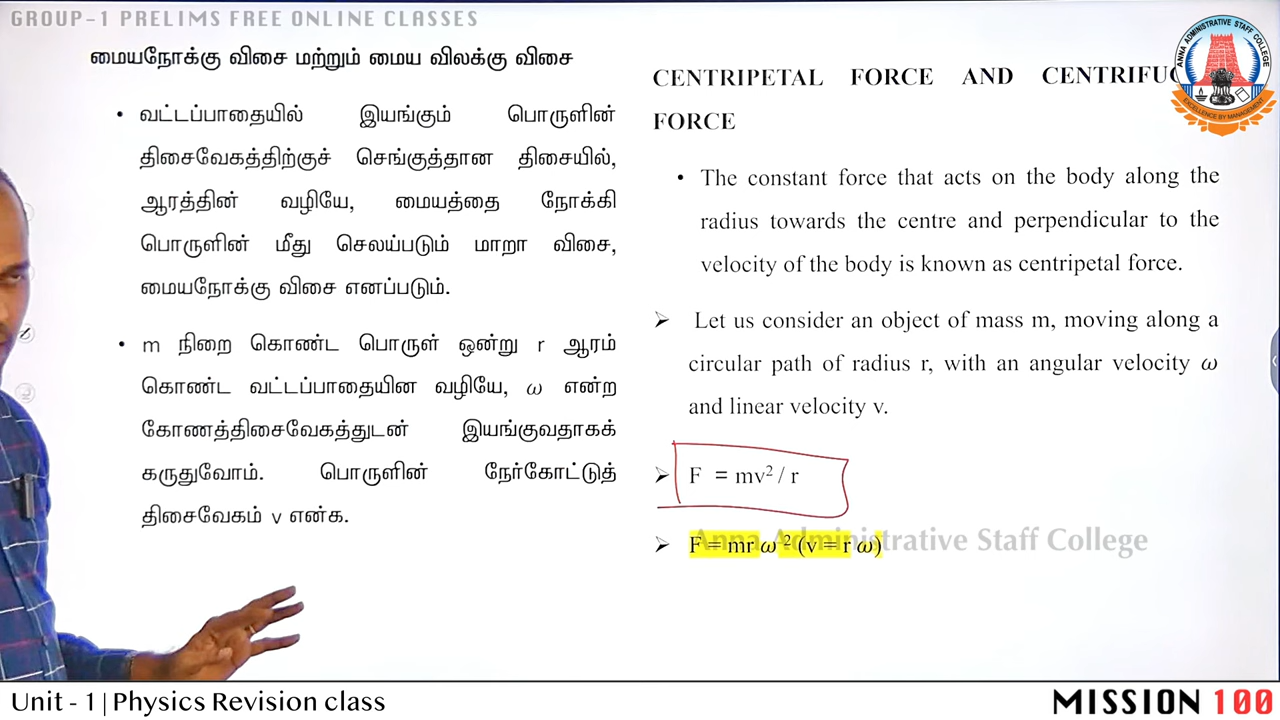 GROUP-1 PRELIMS FREE ONLINE CLASSES
மையநோக்கு விசை மற்றும் மைய விலக்கு விசை
• வட்டப்பாதையில் இயங்கும் பொருளின்
திசைவேகத்திற்குச் செங்குத்தான திசையில்,
ஆரத்தின் வழியே, மையத்தை நோக்கி
பொருளின் மீது செலய்படும் மாறா விசை,
மையநோக்கு விசை எனப்படும்.
• m நிறை கொண்ட பொருள் ஒன்று r ஆரம்
கொண்ட வட்டப்பாதையின வழியே, ω என்ற
கோணத்திசைவேகத்துடன் இயங்குவதாகக்
கருதுவோம். பொருளின் நேர்கோட்டுத்
திசைவேகம் v என்க.
CENTRIPETAL FORCE AND
FORCE
• The constant force that acts on the body along the
radius towards the centre and perpendicular to the
velocity of the body is known as centripetal force.
➢ Let us consider an object of mass m, moving along a
circular path of radius r, with an angular velocity ω
and linear velocity v.
➢ F = mv² / r
➢ F = mr ω ² (v = r ω)
Anna Administrative Staff College
ANNA ADMINISTRATIVE STAFF COLLEGE
EXCELLENCE BY MANAGEMENT
Unit - 1 | Physics Revision class
MISSION 100